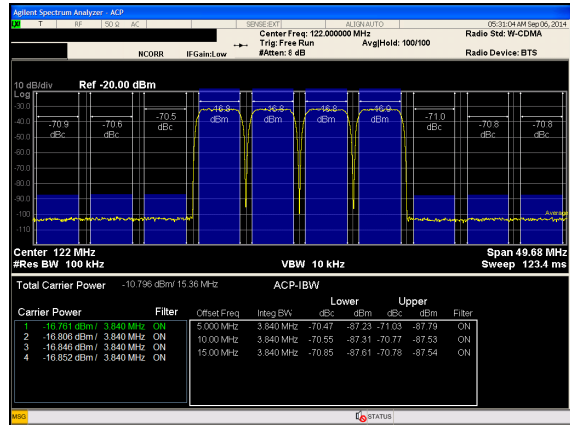 Agilent Spectrum Analyzer - ACP
T RF 50 Ω AC SENSE:EXT ALIGN AUTO 05:31:04 AM Sep 06, 2014
Center Freq: 122.000000 MHz Radio Std: W-CDMA
Trig: Free Run Avg|Hold: 100/100
NCORR IFGain:Low #Atten: 8 dB Radio Device: BTS
10 dB/div Ref -20.00 dBm
Log
-30.0
-40.0
-50.0
-60.0
-70.0
-80.0
-90.0
-100
-110
-70.9 dBc
-70.6 dBc
-70.5 dBc
-16.8 dBm
-16.8 dBm
-16.8 dBm
-16.9 dBm
-71.0 dBc
-70.8 dBc
-70.8 dBc
Average
Center 122 MHz Span 49.68 MHz
#Res BW 100 kHz VBW 10 kHz Sweep 123.4 ms
Total Carrier Power -10.796 dBm/ 15.36 MHz ACP-IBW
Lower Upper
Carrier Power Filter Offset Freq Integ BW dBc dBm dBc dBm Filter
1 -16.761 dBm / 3.840 MHz ON 5.000 MHz 3.840 MHz -70.47 -87.23 -71.03 -87.79 ON
2 -16.806 dBm / 3.840 MHz ON 10.00 MHz 3.840 MHz -70.55 -87.31 -70.77 -87.53 ON
3 -16.846 dBm / 3.840 MHz ON 15.00 MHz 3.840 MHz -70.85 -87.61 -70.78 -87.54 ON
4 -16.852 dBm / 3.840 MHz ON
MSG STATUS